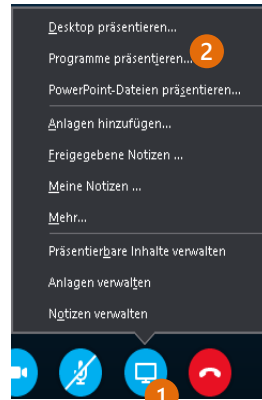 Desktop präsentieren...
Programme präsentieren...
2
PowerPoint-Dateien präsentieren...
Anlagen hinzufügen...
Freigegebene Notizen ...
Meine Notizen ...
Mehr...
Präsentierbare Inhalte verwalten
Anlagen verwalten
Notizen verwalten
1